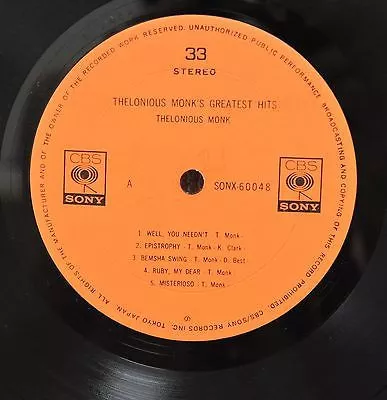 OF THE RECORDED WORK RESERVED. UNAUTHORIZED PUBLIC PERFORMANCE BROADCASTING AND COPYING OF THIS RECORD PROHIBITED. CBS/SONY RECORDS INC. TOKYO JAPAN. ALL RIGHTS OF THE MANUFACTURER AND OF THE OWNER
33
STEREO
THELONIOUS MONK'S GREATEST HITS
THELONIOUS MONK
CBS
SONY
CBS
SONY
A
SONX-60048
1. WELL, YOU NEEDN'T - T. Monk -
2. EPISTROPHY - T. Monk - K. Clark -
3. BEMSHA SWING - T. Monk - D. Best -
4. RUBY, MY DEAR - T. Monk -
5. MISTERIOSO - T. Monk -